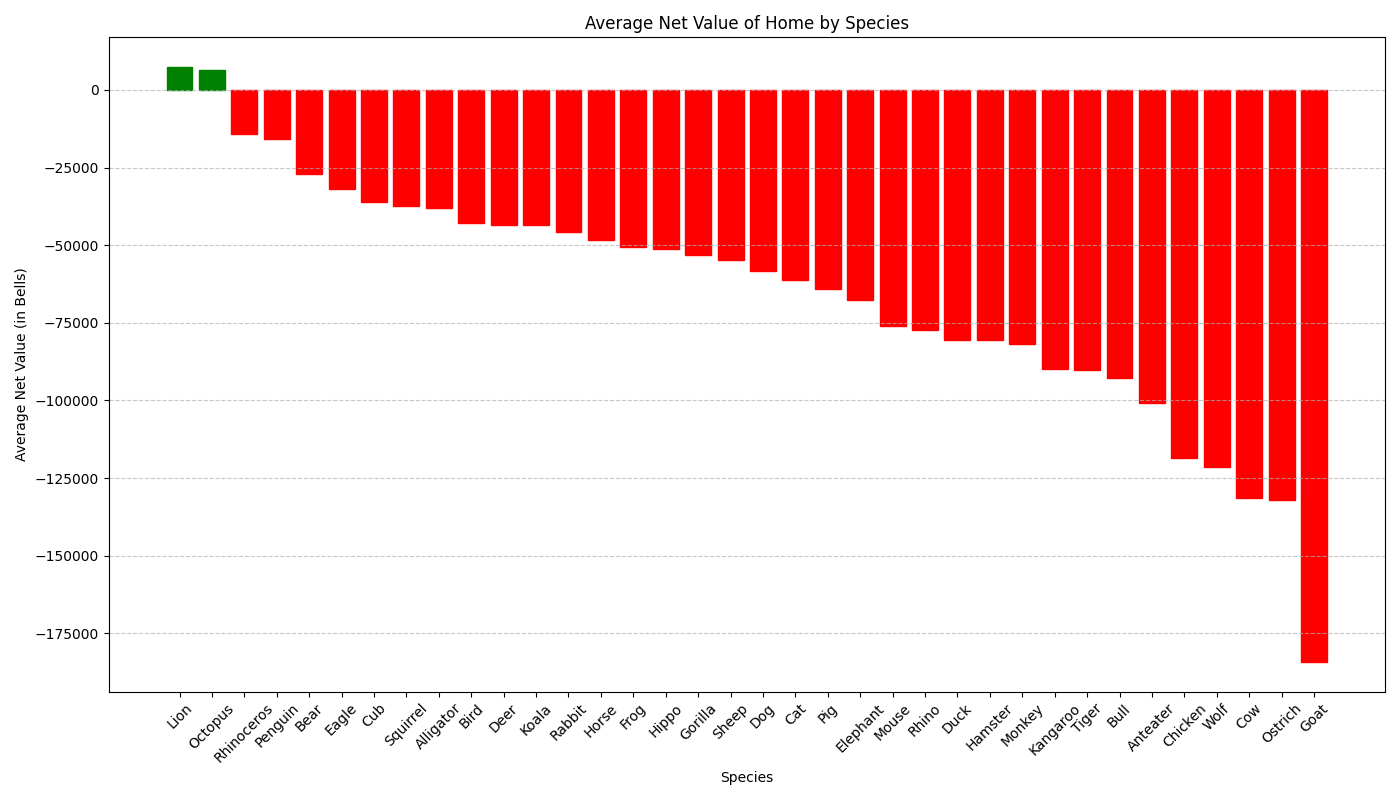 Average Net Value of Home by Species
Average Net Value (in Bells)
0
−25000
−50000
−75000
−100000
−125000
−150000
−175000
Lion
Octopus
Rhinoceros
Penguin
Bear
Eagle
Cub
Squirrel
Alligator
Bird
Deer
Koala
Rabbit
Horse
Frog
Hippo
Gorilla
Sheep
Dog
Cat
Pig
Elephant
Mouse
Rhino
Duck
Hamster
Monkey
Kangaroo
Tiger
Bull
Anteater
Chicken
Wolf
Cow
Ostrich
Goat
Species